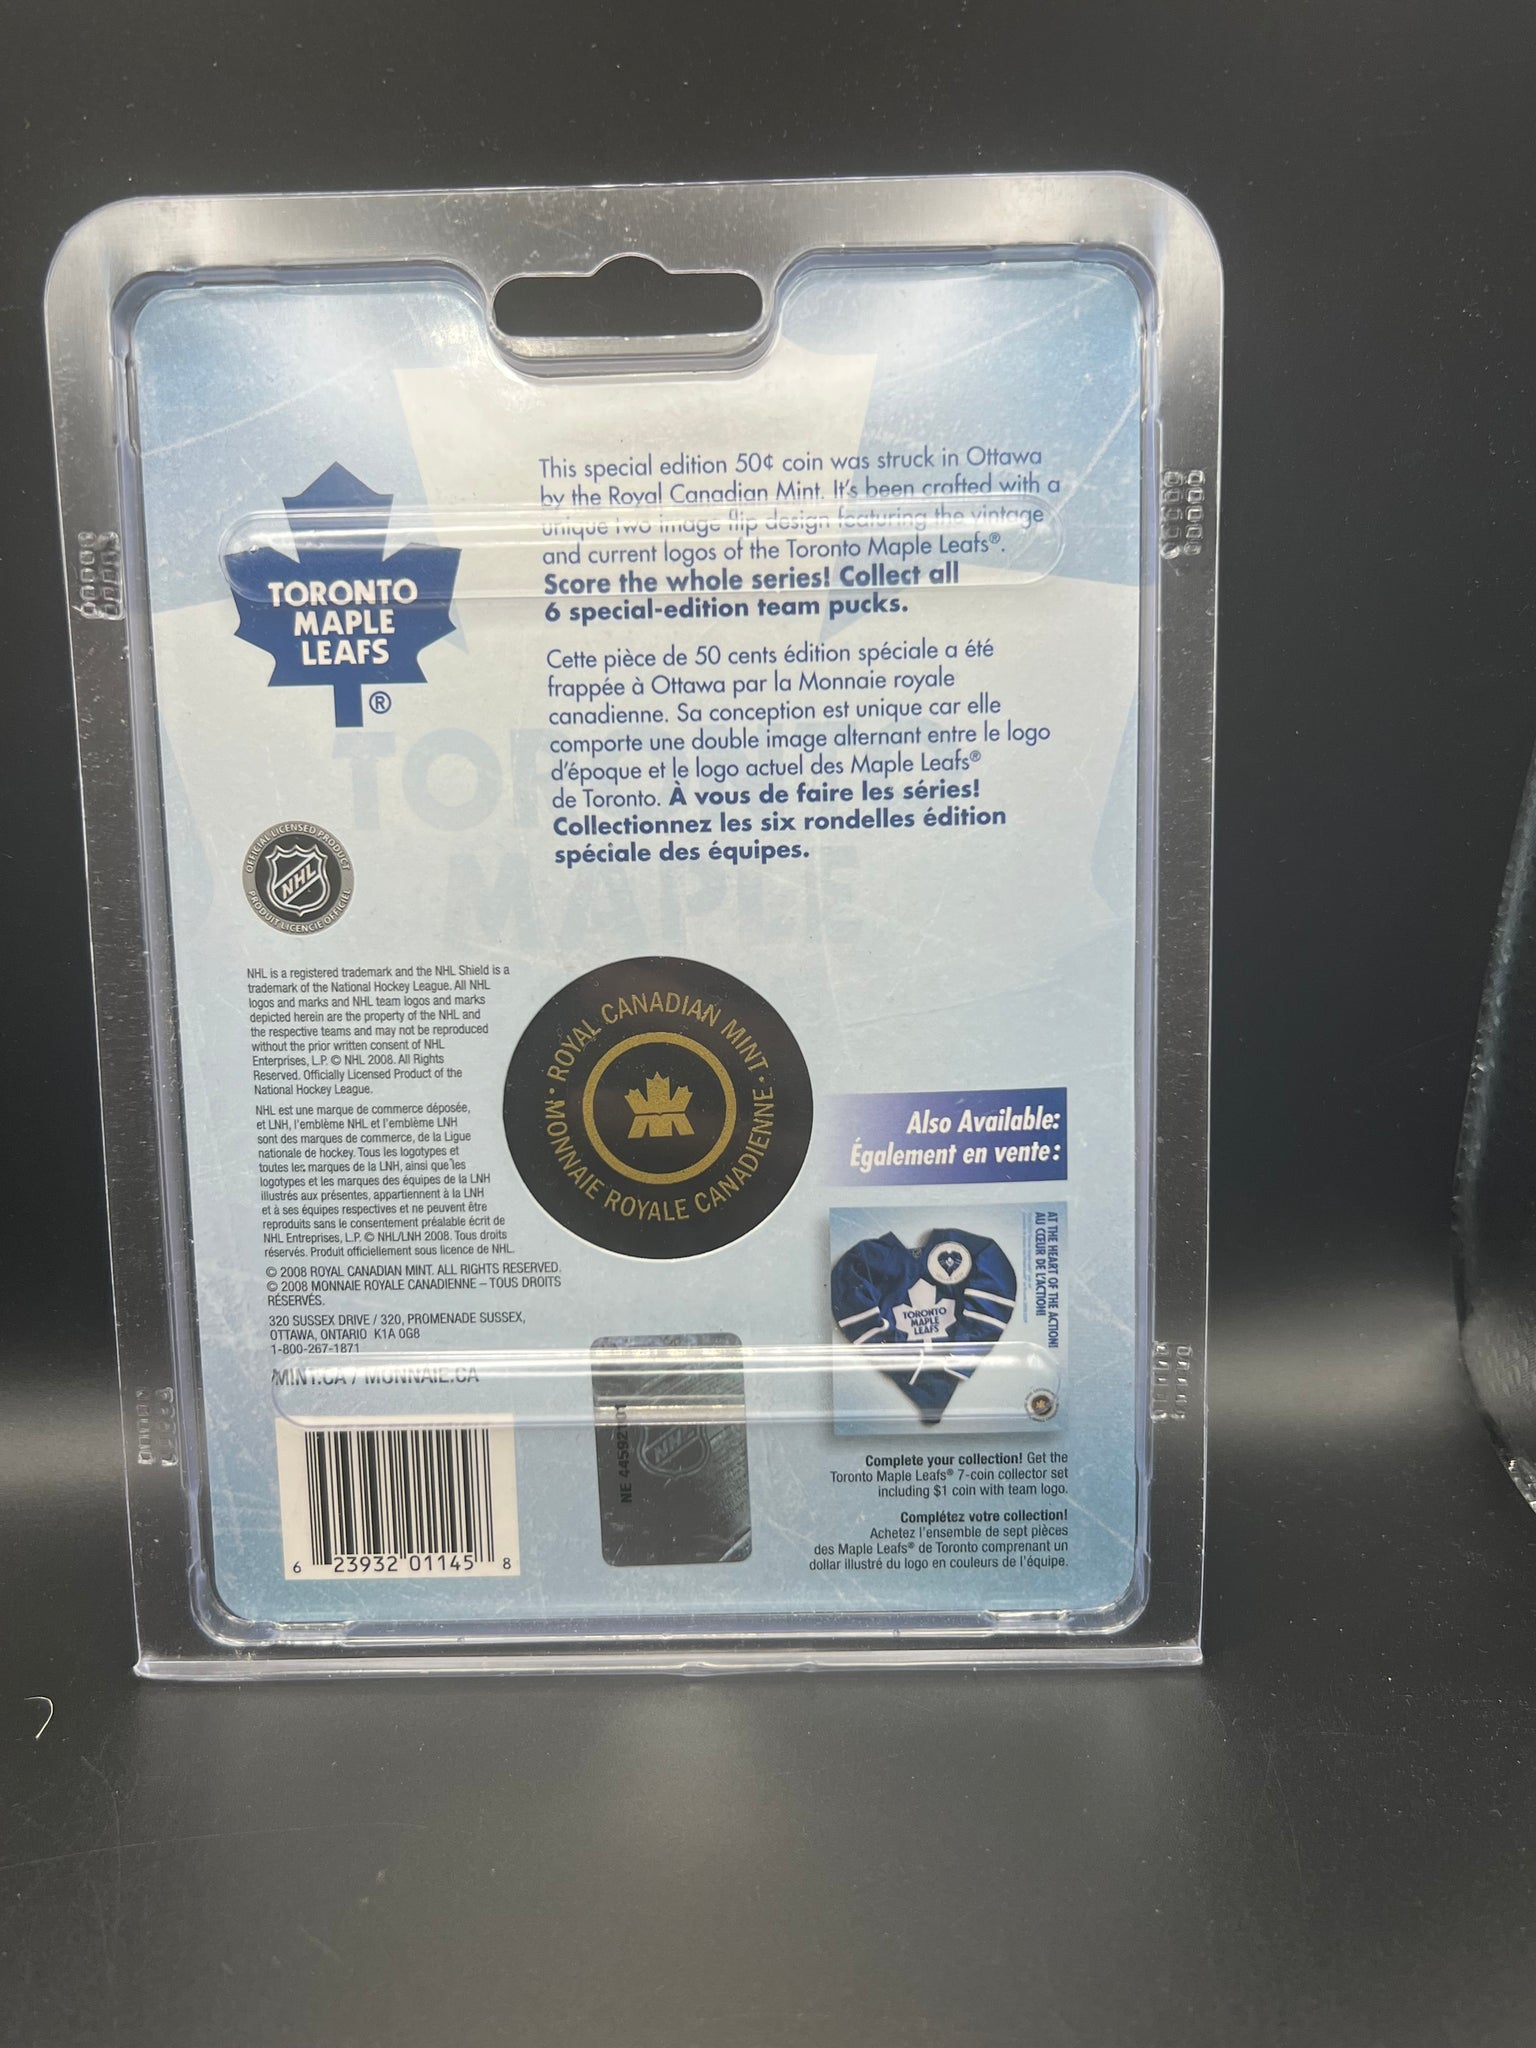 This special edition 50¢ coin was struck in Ottawa
by the Royal Canadian Mint. It's been crafted with a
unique two image flip design featuring the vintage
and current logos of the Toronto Maple Leafs®.
Score the whole series! Collect all
6 special-edition team pucks.
TORONTO
MAPLE
LEAFS
®
Cette pièce de 50 cents édition spéciale a été
frappée à Ottawa par la Monnaie royale
canadienne. Sa conception est unique car elle
comporte une double image alternant entre le logo
d'époque et le logo actuel des Maple Leafs®
de Toronto. À vous de faire les séries!
Collectionnez les six rondelles édition
spéciale des équipes.
TORONTO
MAPLE
OFFICIAL LICENSED PRODUCT
NHL
PRODUIT LICENCIE OFFICIEL
NHL is a registered trademark and the NHL Shield is a
trademark of the National Hockey League. All NHL
logos and marks and NHL team logos and marks
depicted herein are the property of the NHL and
the respective teams and may not be reproduced
without the prior written consent of NHL
Enterprises, L.P. © NHL 2008. All Rights
Reserved. Officially Licensed Product of the
National Hockey League.
NHL est une marque de commerce déposée,
et LNH, l'emblème NHL et l'emblème LNH
sont des marques de commerce, de la Ligue
nationale de hockey. Tous les logotypes et
toutes les marques de la LNH, ainsi que les
logotypes et les marques des équipes de la LNH
illustrés aux présentes, appartiennent à la LNH
et à ses équipes respectives et ne peuvent être
reproduits sans le consentement préalable écrit de
NHL Entreprises, L.P. © NHL/LNH 2008. Tous droits
réservés. Produit officiellement sous licence de NHL.
© 2008 ROYAL CANADIAN MINT. ALL RIGHTS RESERVED.
© 2008 MONNAIE ROYALE CANADIENNE – TOUS DROITS
RÉSERVÉS.
320 SUSSEX DRIVE / 320, PROMENADE SUSSEX,
OTTAWA, ONTARIO K1A 0G8
1-800-267-1871
MINT.CA / MONNAIE.CA
• ROYAL CANADIAN MINT •
MONNAIE ROYALE CANADIENNE
Also Available:
Également en vente:
AT THE HEART OF THE ACTION!
AU CŒUR DE L'ACTION!
TORONTO
MAPLE
LEAFS
Complete your collection! Get the
Toronto Maple Leafs® 7-coin collector set
including $1 coin with team logo.
Complétez votre collection!
Achetez l'ensemble de sept pièces
des Maple Leafs® de Toronto comprenant un
dollar illustré du logo en couleurs de l'équipe.
NHL
6 23932 01145 8